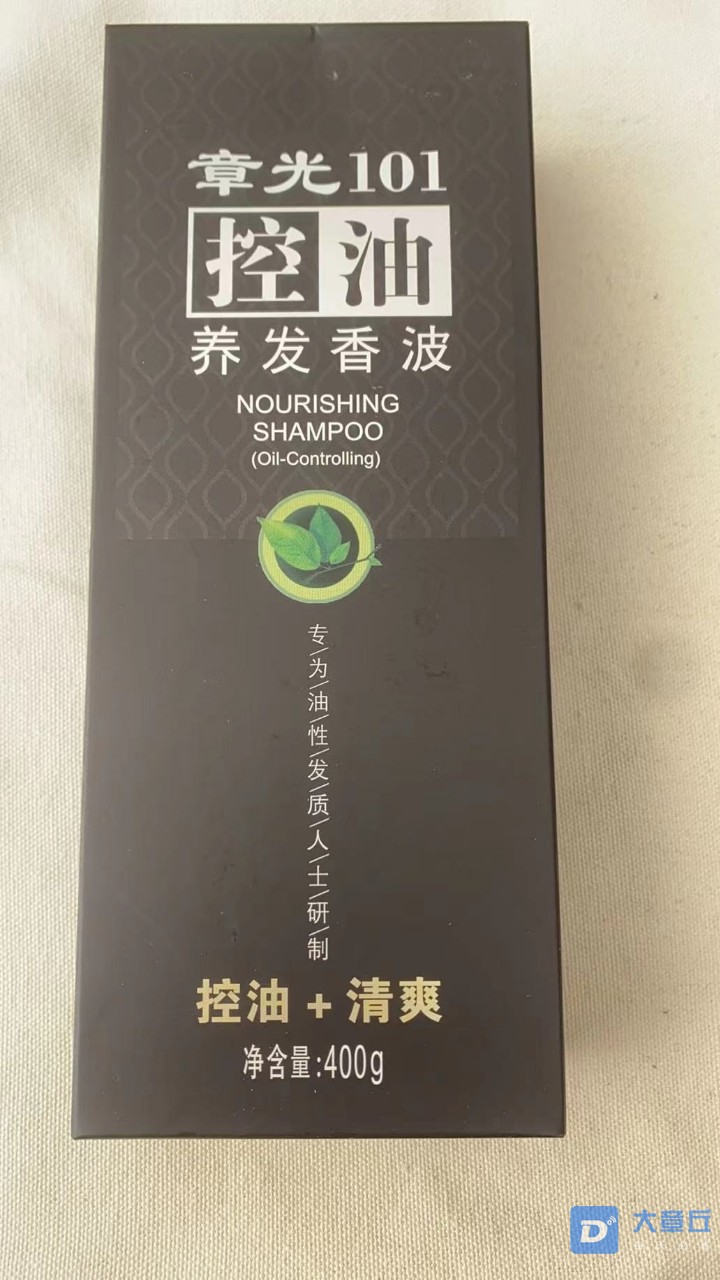 章光101
控油
养发香波
NOURISHING
SHAMPOO
(Oil-Controlling)
专/为/油/性/发/质/人/士/研/制
控油+清爽
净含量:400g
D
大章丘